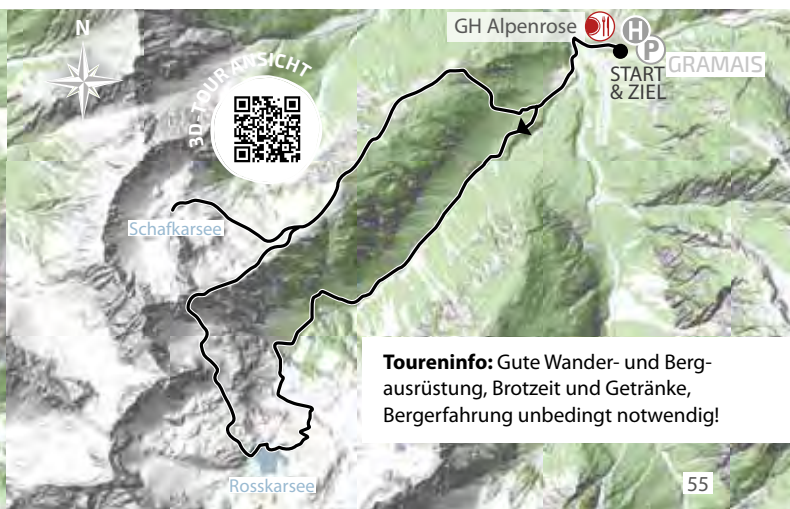 N
3D-TOUR ANSICHT
GH Alpenrose
H
P
GRAMAIS
START
& ZIEL
Schafkarsee
Toureninfo: Gute Wander- und Berg-
ausrüstung, Brotzeit und Getränke,
Bergerfahrung unbedingt notwendig!
Rosskarsee
55